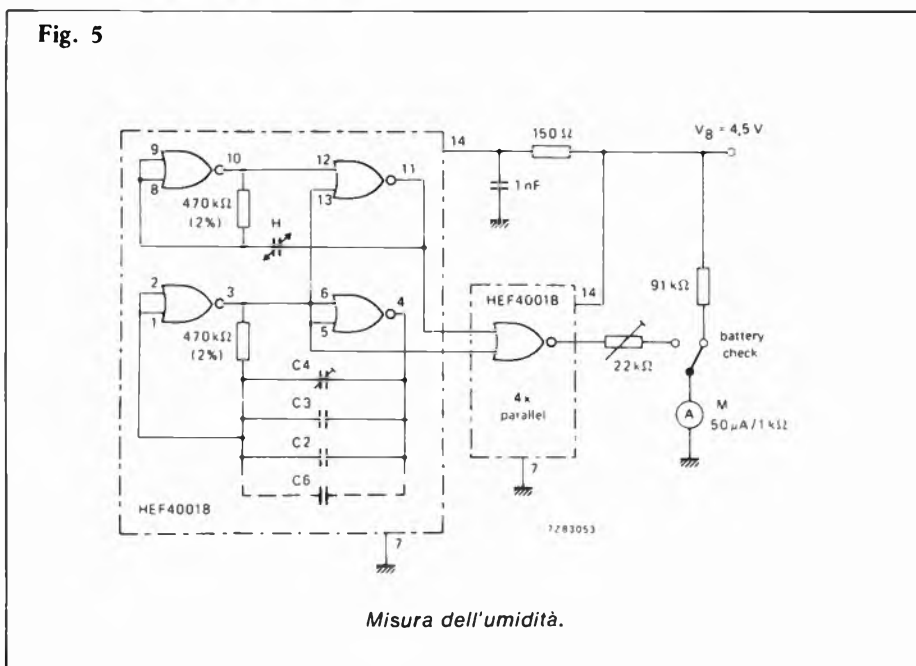 Fig. 5
14
150 Ω
V_B = 4,5 V
9
8
10
12
13
11
1 nF
470 kΩ
(2%)
H
2
1
3
6
5
4
HEF4001B
14
91 kΩ
470 kΩ
(2%)
battery
check
C4
22 kΩ
C3
4x
parallel
M
A
50 µA/1 kΩ
C2
7
C6
HEF4001B
7
7Z83053
Misura dell'umidità.